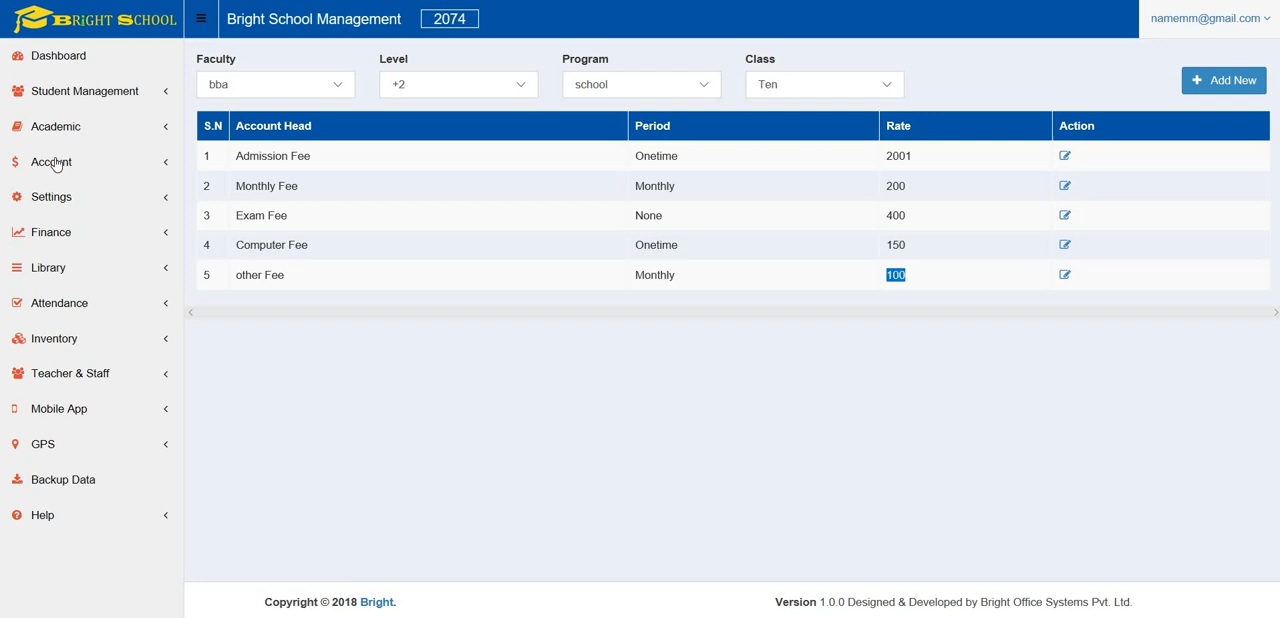 BRIGHT SCHOOL
Bright School Management 2074 namemm@gmail.com
Dashboard
Student Management
Academic
Account
Settings
Finance
Library
Attendance
Inventory
Teacher & Staff
Mobile App
GPS
Backup Data
Help
Faculty Level Program Class
bba +2 school Ten
Add New
S.N Account Head Period Rate Action
1 Admission Fee Onetime 2001
2 Monthly Fee Monthly 200
3 Exam Fee None 400
4 Computer Fee Onetime 150
5 other Fee Monthly 100
Copyright © 2018 Bright. Version 1.0.0 Designed & Developed by Bright Office Systems Pvt. Ltd.